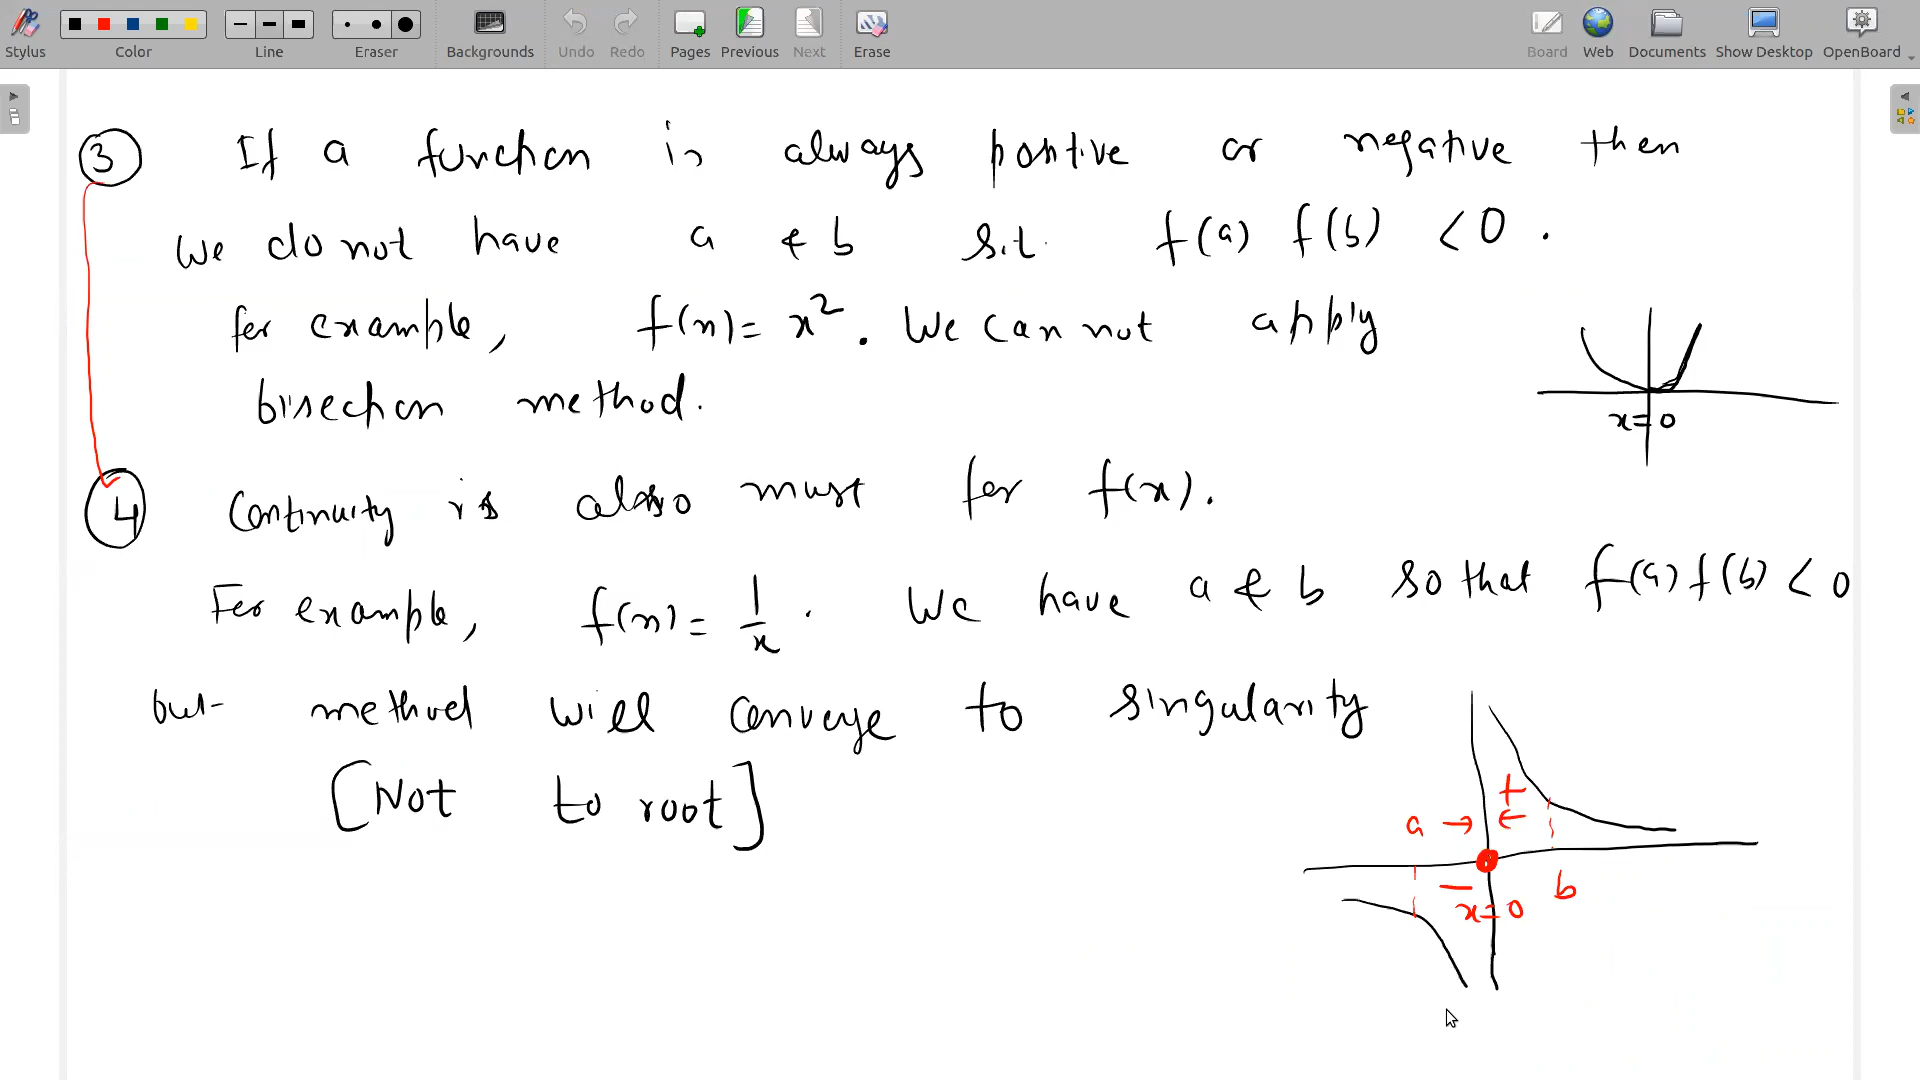 Stylus Color Line Eraser Backgrounds Undo Redo Pages Previous Next Erase Board Web Documents Show Desktop OpenBoard
③ If a function is always positive or negative then
we do not have a & b s.t. f(a) f(b) < 0 .
for example, f(x) = x² . We can not apply
bisection method.
x=0
④ Continuity is also must for f(x).
For example, f(x) = 1/x . We have a & b so that f(a) f(b) < 0
but method will converge to singularity
[Not to root]
+
a → ←
− b
x=0